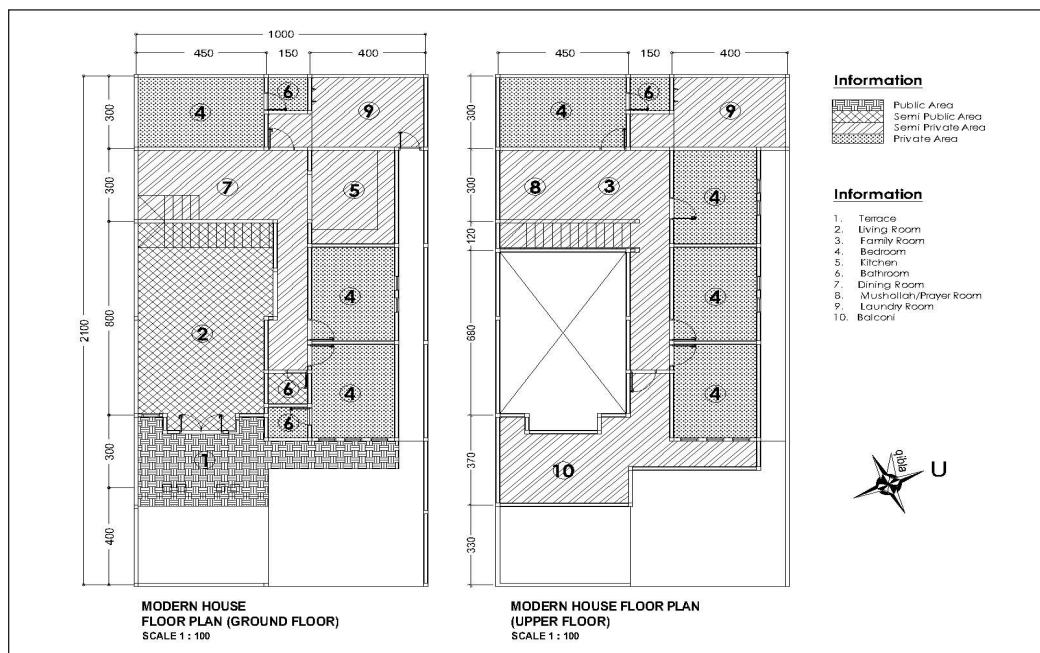 1000
450
150
400
2100
300
300
800
300
400
4
6
9
7
5
4
2
6
4
6
1
MODERN HOUSE
FLOOR PLAN (GROUND FLOOR)
SCALE 1 : 100
450
150
400
300
300
120
680
370
330
4
6
9
8
3
4
4
4
10
MODERN HOUSE FLOOR PLAN
(UPPER FLOOR)
SCALE 1 : 100
Information
Public Area
Semi Public Area
Semi Private Area
Private Area
Information
1. Terrace
2. Living Room
3. Family Room
4. Bedroom
5. Kitchen
6. Bathroom
7. Dining Room
8. Mushollah/Prayer Room
9. Laundry Room
10. Balconi
qibla
U